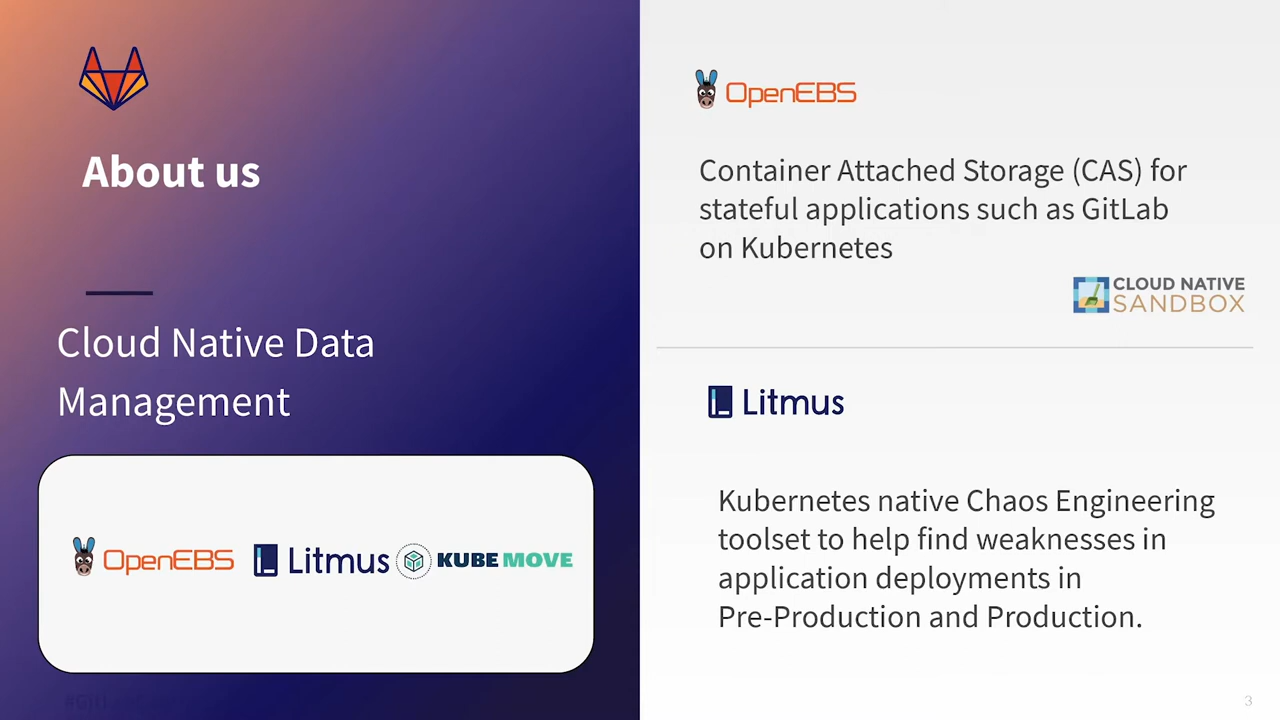 About us
Cloud Native Data
Management
OpenEBS
Litmus
KUBEMOVE
OpenEBS
Container Attached Storage (CAS) for
stateful applications such as GitLab
on Kubernetes
CLOUD NATIVE
SANDBOX
Litmus
Kubernetes native Chaos Engineering
toolset to help find weaknesses in
application deployments in
Pre-Production and Production.
3